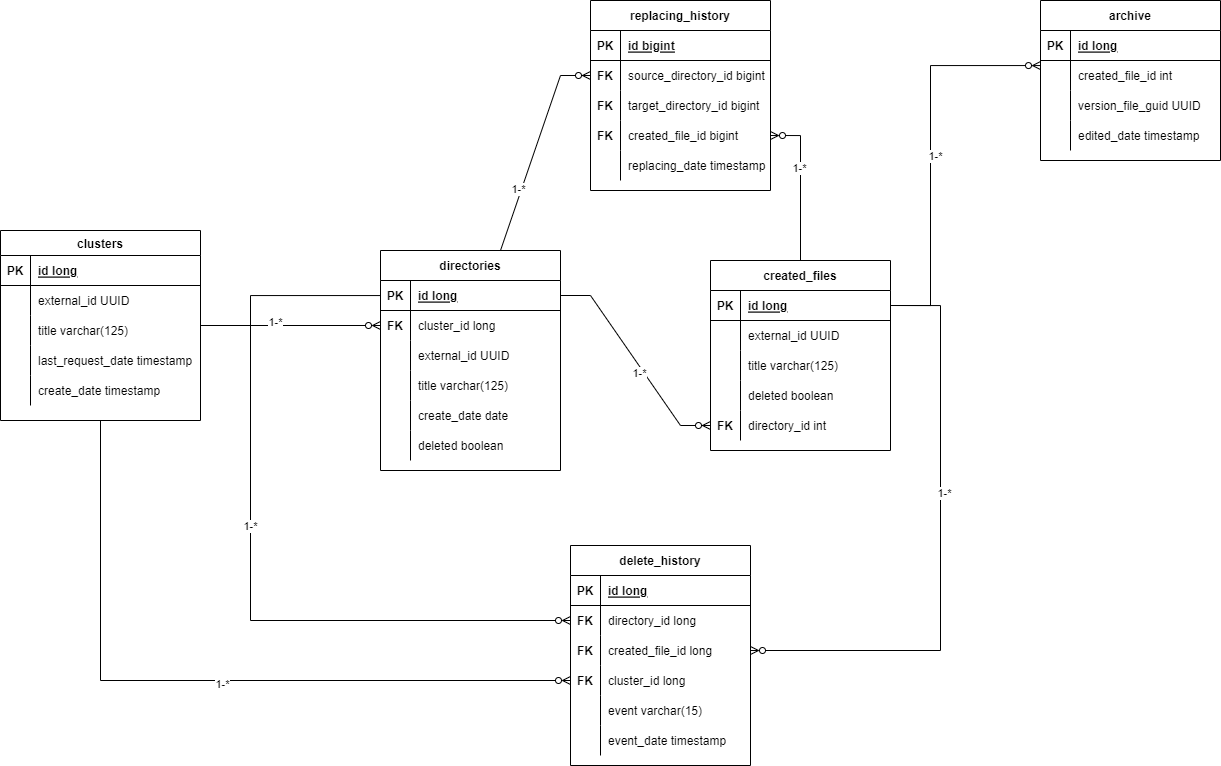 replacing_history
PK id bigint
FK source_directory_id bigint
FK target_directory_id bigint
FK created_file_id bigint
replacing_date timestamp
archive
PK id long
created_file_id int
version_file_guid UUID
edited_date timestamp
1-*
1-*
1-*
clusters
PK id long
external_id UUID
title varchar(125)
last_request_date timestamp
create_date timestamp
1-*
directories
PK id long
FK cluster_id long
external_id UUID
title varchar(125)
create_date date
deleted boolean
1-*
created_files
PK id long
external_id UUID
title varchar(125)
deleted boolean
FK directory_id int
1-*
1-*
delete_history
PK id long
FK directory_id long
FK created_file_id long
FK cluster_id long
event varchar(15)
event_date timestamp
1-*